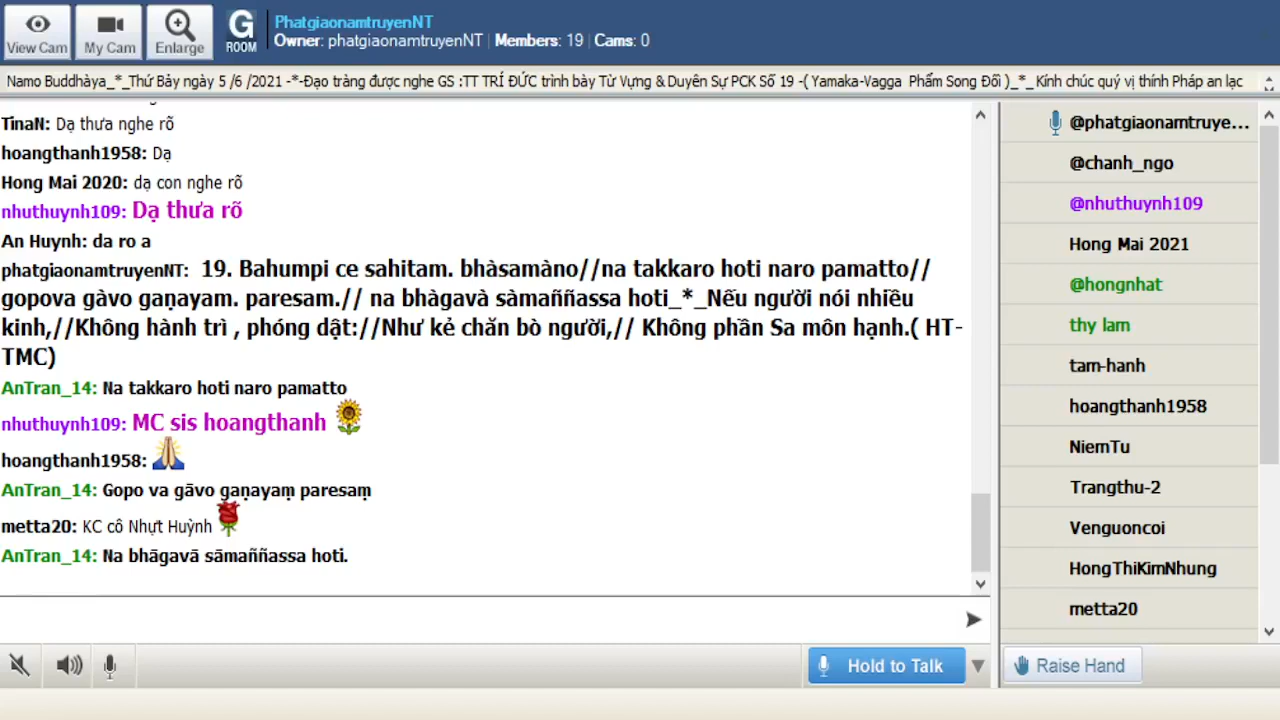 View Cam
My Cam
Enlarge
G
ROOM
PhatgiaonamtruyenNT
Owner: phatgiaonamtruyenNT | Members: 19 | Cams: 0
Namo Buddhàya_*_Thứ Bảy ngày 5 /6 /2021 -*-Đạo tràng được nghe GS :TT TRÍ ĐỨC trình bày Từ Vựng & Duyên Sự PCK Số 19 -( Yamaka-Vagga Phẩm Song Đối )_*_Kính chúc quý vị thính Pháp an lạc
TinaN: Dạ thưa nghe rõ
hoangthanh1958: Dạ
Hong Mai 2020: dạ con nghe rõ
nhuthuynh109: Dạ thưa rõ
An Huynh: da ro a
phatgiaonamtruyenNT: 19. Bahumpi ce sahitam. bhàsamàno//na takkaro hoti naro pamatto//
gopova gàvo gaṇayam. paresam.// na bhàgavà sàmaññassa hoti_*_Nếu người nói nhiều
kinh,//Không hành trì , phóng dật://Như kẻ chăn bò người,// Không phần Sa môn hạnh.( HT-
TMC)
AnTran_14: Na takkaro hoti naro pamatto
nhuthuynh109: MC sis hoangthanh
hoangthanh1958:
AnTran_14: Gopo va gāvo gaṇayaṃ paresaṃ
metta20: KC cô Nhựt Huỳnh
AnTran_14: Na bhāgavā sāmaññassa hoti.
@phatgiaonamtruye...
@chanh_ngo
@nhuthuynh109
Hong Mai 2021
@hongnhat
thy lam
tam-hanh
hoangthanh1958
NiemTu
Trangthu-2
Venguoncoi
HongThiKimNhung
metta20
Hold to Talk
Raise Hand